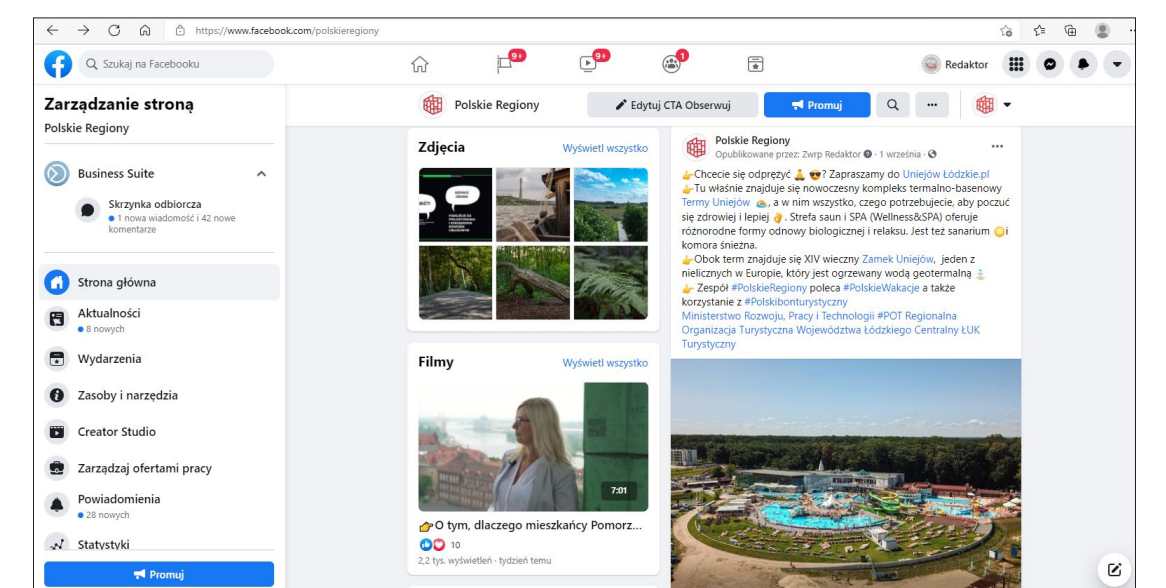 https://www.facebook.com/polskieregiony
Szukaj na Facebooku
9+
9+
1
Redaktor
Zarządzanie stroną
Polskie Regiony
Business Suite
Skrzynka odbiorcza
1 nowa wiadomość i 42 nowe
komentarze
Strona główna
Aktualności
8 nowych
Wydarzenia
Zasoby i narzędzia
Creator Studio
Zarządzaj ofertami pracy
Powiadomienia
28 nowych
Statystyki
Promuj
Polskie Regiony
Edytuj CTA Obserwuj
Promuj
Zdjęcia
Wyświetl wszystko
Filmy
Wyświetl wszystko
7:01
👉O tym, dlaczego mieszkańcy Pomorz...
10
2,2 tys. wyświetleń · tydzień temu
Polskie Regiony
Opublikowane przez: Zwrp Redaktor · 1 września ·
👉Chcecie się odprężyć 🧘 😎? Zapraszamy do Uniejów Łódzkie.pl
👉Tu właśnie znajduje się nowoczesny kompleks termalno-basenowy
Termy Uniejów 🏊, a w nim wszystko, czego potrzebujecie, aby poczuć
się zdrowiej i lepiej 👌. Strefa saun i SPA (Wellness&SPA) oferuje
różnorodne formy odnowy biologicznej i relaksu. Jest też sanarium 🌞i
komora śnieżna.
👉Obok term znajduje się XIV wieczny Zamek Uniejów, jeden z
nielicznych w Europie, który jest ogrzewany wodą geotermalną
👉 Zespół #PolskieRegiony poleca #PolskieWakacje a także
korzystanie z #Polskibonturystyczny
Ministerstwo Rozwoju, Pracy i Technologii #POT Regionalna
Organizacja Turystyczna Województwa Łódzkiego Centralny ŁUK
Turystyczny